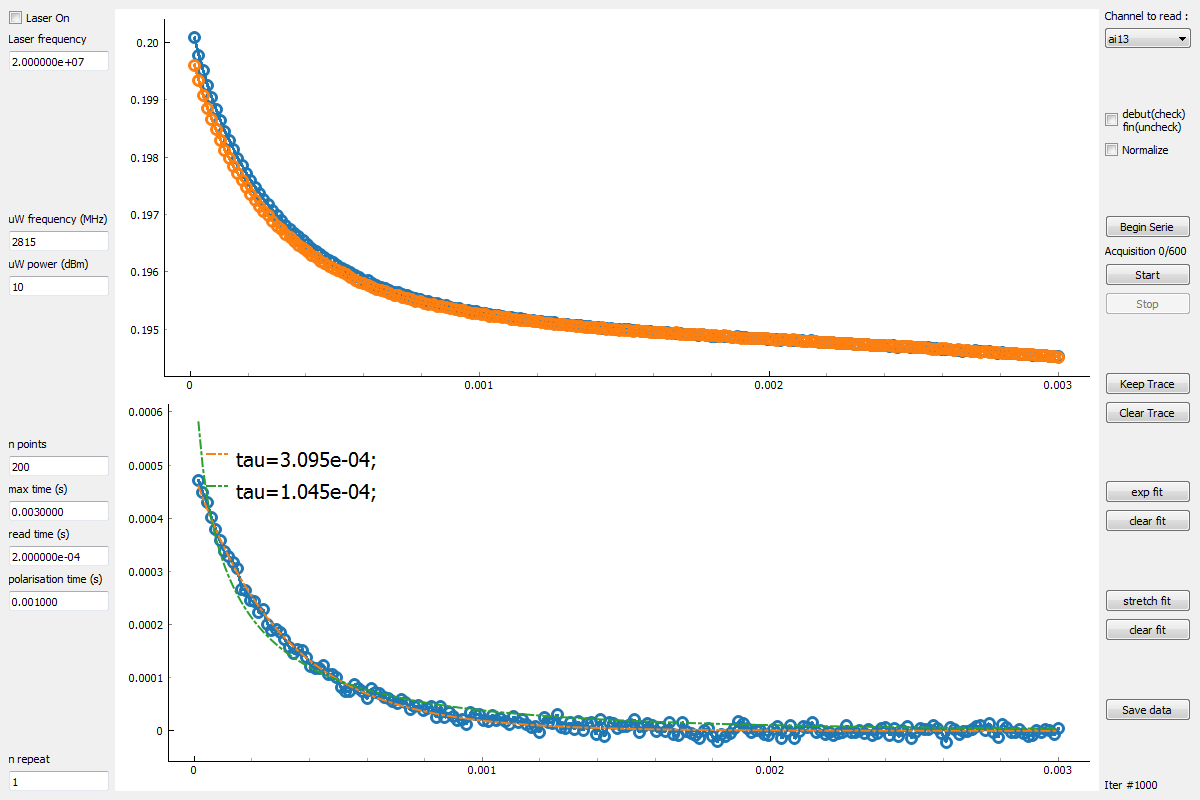 Laser On
Laser frequency
2.000000e+07
uW frequency (MHz)
2815
uW power (dBm)
10
n points
200
max time (s)
0.0030000
read time (s)
2.000000e-04
polarisation time (s)
0.001000
n repeat
1
0.20
0.199
0.198
0.197
0.196
0.195
0
0.001
0.002
0.003
0.0006
0.0005
0.0004
0.0003
0.0002
0.0001
0
tau=3.095e-04;
tau=1.045e-04;
0
0.001
0.002
0.003
Channel to read :
ai13
debut(check)
fin(uncheck)
Normalize
Begin Serie
Acquisition 0/600
Start
Stop
Keep Trace
Clear Trace
exp fit
clear fit
stretch fit
clear fit
Save data
Iter #1000